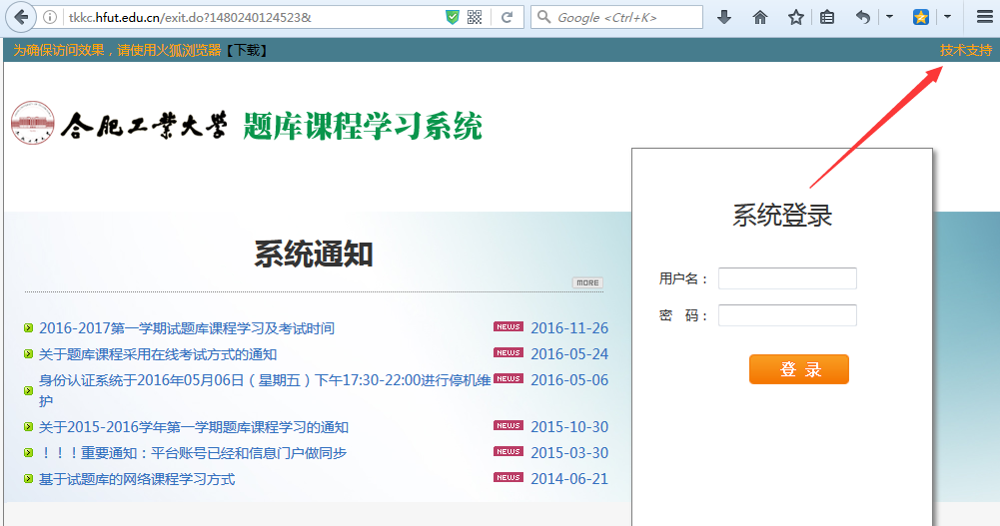 tkkc.hfut.edu.cn/exit.do?1480240124523&
Google <Ctrl+K>
为确保访问效果，请使用火狐浏览器【下载】
技术支持
合肥工业大学 题库课程学习系统
系统通知
MORE
2016-2017第一学期试题库课程学习及考试时间 NEWS 2016-11-26
关于题库课程采用在线考试方式的通知 NEWS 2016-05-24
身份认证系统于2016年05月06日（星期五）下午17:30-22:00进行停机维 NEWS 2016-05-06
护
关于2015-2016学年第一学期题库课程学习的通知 NEWS 2015-10-30
！！！重要通知：平台账号已经和信息门户做同步 NEWS 2015-03-30
基于试题库的网络课程学习方式 NEWS 2014-06-21
系统登录
用户名：
密 码：
登 录